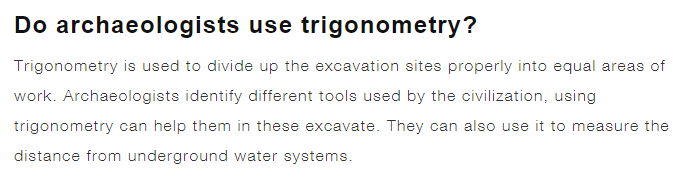 Do archaeologists use trigonometry?
Trigonometry is used to divide up the excavation sites properly into equal areas of
work. Archaeologists identify different tools used by the civilization, using
trigonometry can help them in these excavate. They can also use it to measure the
distance from underground water systems.